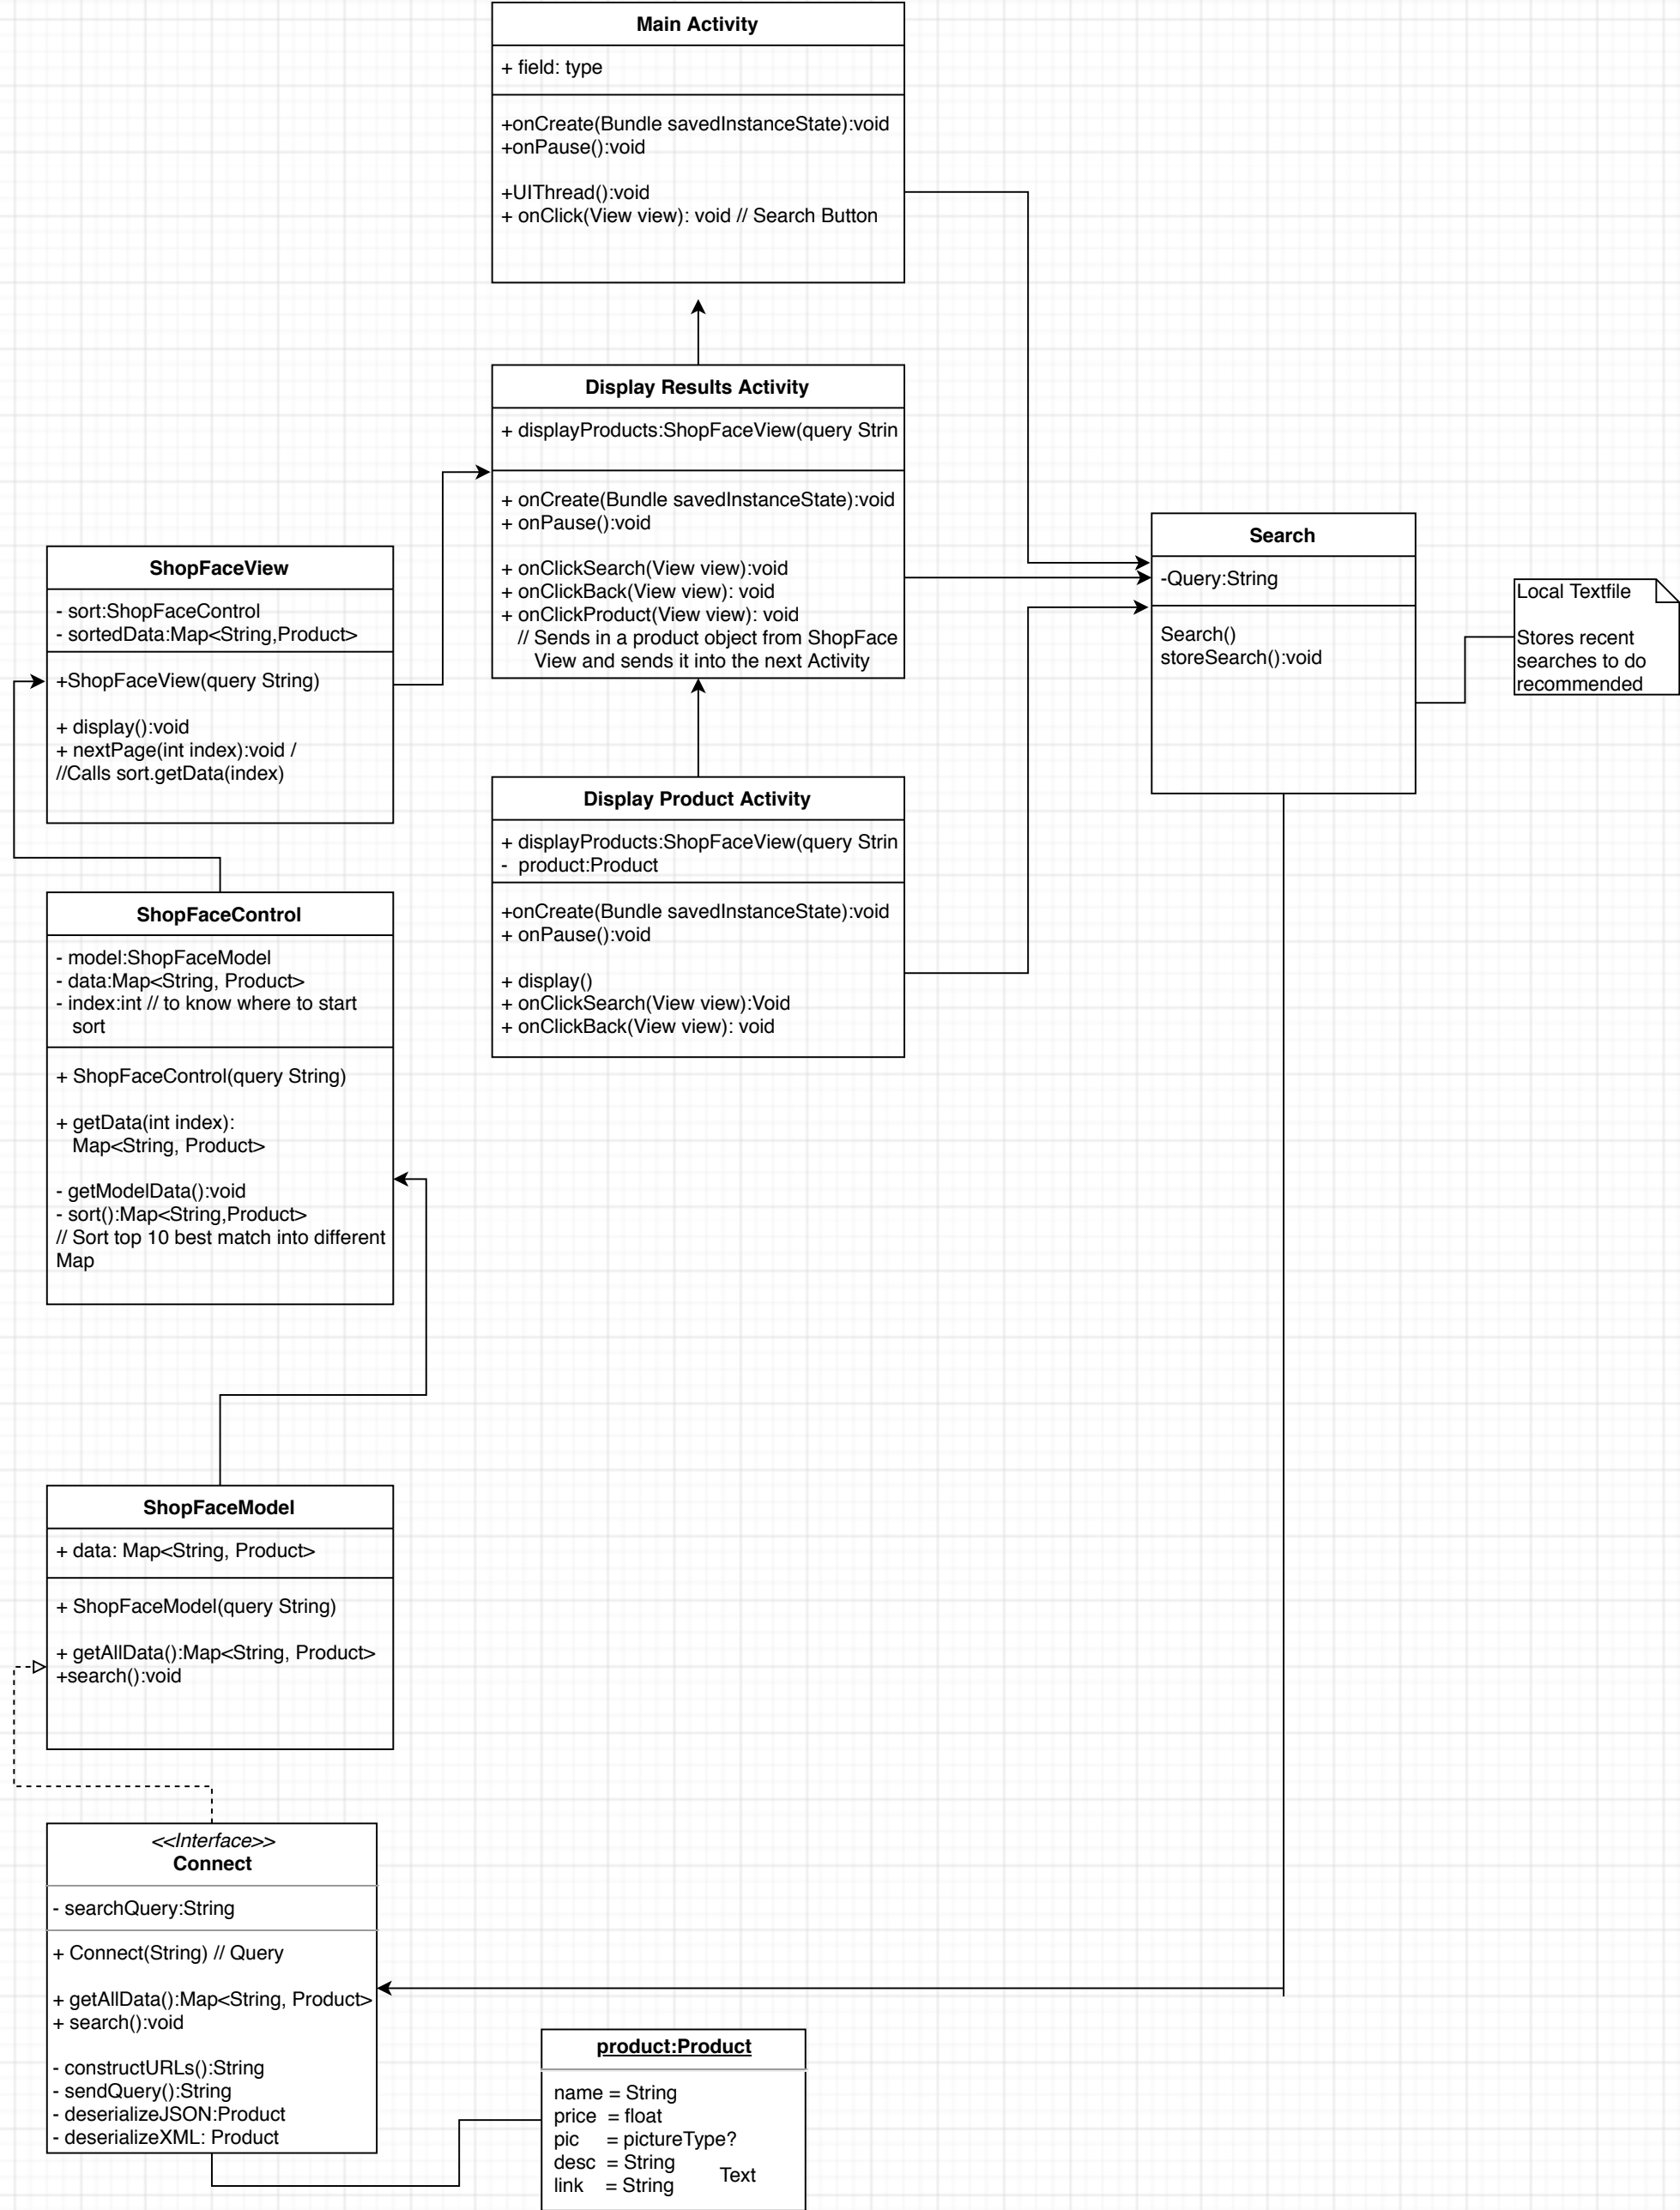 Main Activity
+ field: type
+onCreate(Bundle savedInstanceState):void
+onPause():void
+UIThread():void
+ onClick(View view): void // Search Button
Display Results Activity
+ displayProducts:ShopFaceView(query Strin
+ onCreate(Bundle savedInstanceState):void
+ onPause():void
+ onClickSearch(View view):void
+ onClickBack(View view): void
+ onClickProduct(View view): void
// Sends in a product object from ShopFace
View and sends it into the next Activity
Search
-Query:String
Search()
storeSearch():void
Local Textfile
Stores recent
searches to do
recommended
ShopFaceView
- sort:ShopFaceControl
- sortedData:Map<String,Product>
+ShopFaceView(query String)
+ display():void
+ nextPage(int index):void /
//Calls sort.getData(index)
Display Product Activity
+ displayProducts:ShopFaceView(query Strin
- product:Product
+onCreate(Bundle savedInstanceState):void
+ onPause():void
+ display()
+ onClickSearch(View view):Void
+ onClickBack(View view): void
ShopFaceControl
- model:ShopFaceModel
- data:Map<String, Product>
- index:int // to know where to start
sort
+ ShopFaceControl(query String)
+ getData(int index):
Map<String, Product>
- getModelData():void
- sort():Map<String,Product>
// Sort top 10 best match into different
Map
ShopFaceModel
+ data: Map<String, Product>
+ ShopFaceModel(query String)
+ getAllData():Map<String, Product>
+search():void
<<Interface>>
Connect
- searchQuery:String
+ Connect(String) // Query
+ getAllData():Map<String, Product>
+ search():void
- constructURLs():String
- sendQuery():String
- deserializeJSON:Product
- deserializeXML: Product
product:Product
name = String
price = float
pic = pictureType?
desc = String
link = String
Text